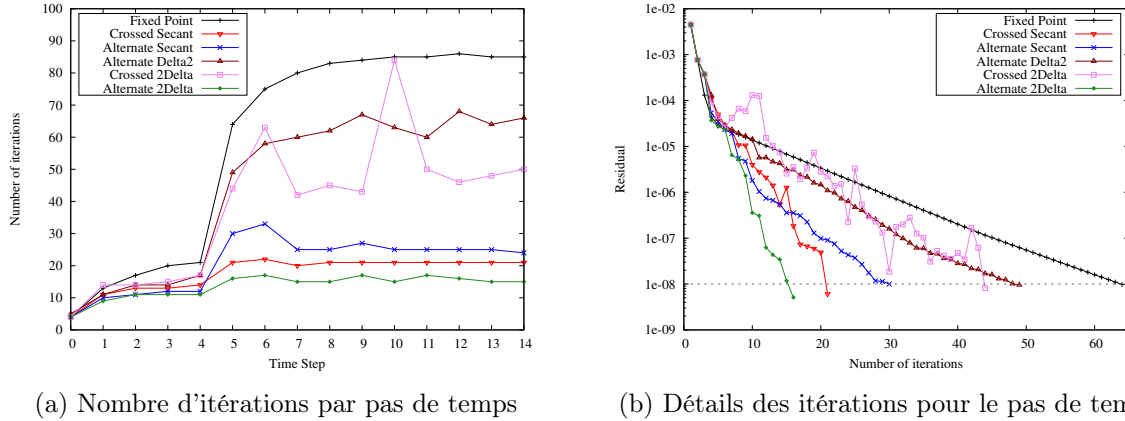 Fixed Point
Crossed Secant
Alternate Secant
Alternate Delta2
Crossed 2Delta
Alternate 2Delta
100
90
80
70
60
50
40
30
20
10
0
Number of iterations
0 1 2 3 4 5 6 7 8 9 10 11 12 13 14
Time Step
(a) Nombre d'itérations par pas de temps
Fixed Point
Crossed Secant
Alternate Secant
Alternate Delta2
Crossed 2Delta
Alternate 2Delta
1e-02
1e-03
1e-04
1e-05
1e-06
1e-07
1e-08
1e-09
Residual
0 10 20 30 40 50 60
Number of iterations
(b) Détails des itérations pour le pas de tem